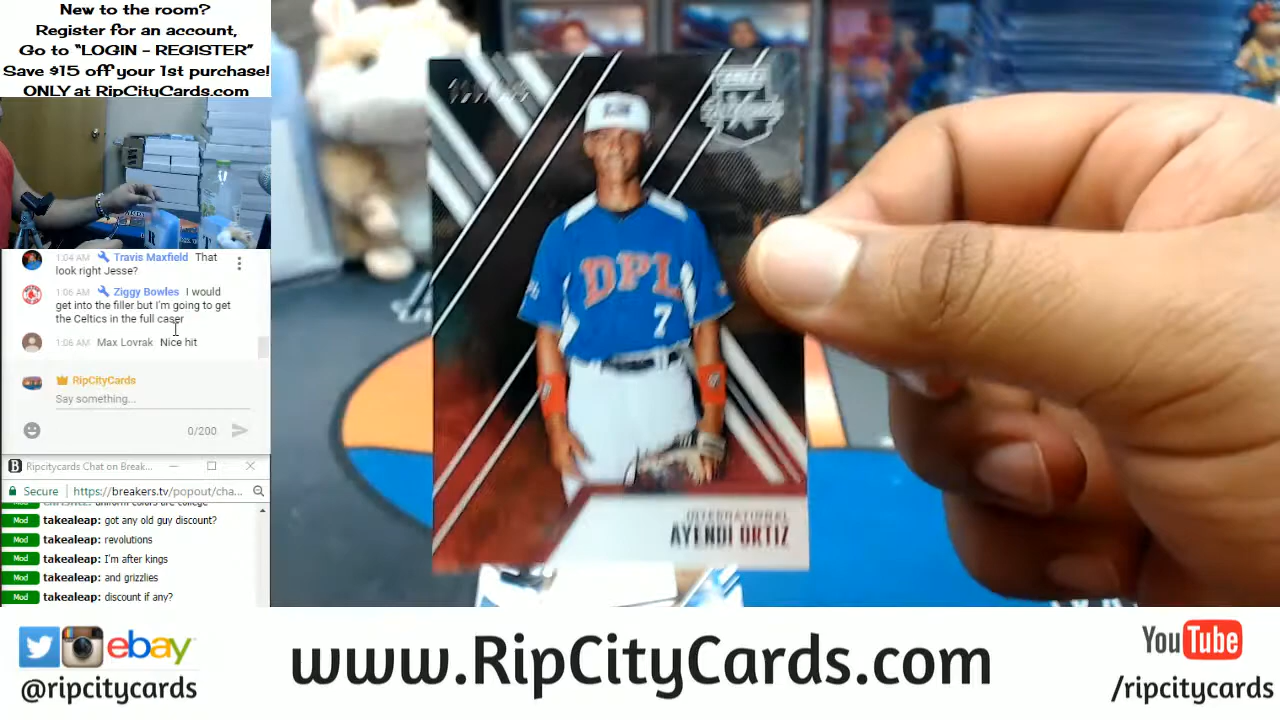 New to the room?
Register for an account,
Go to “LOGIN - REGISTER”
Save $15 off your 1st purchase!
ONLY at RipCityCards.com
1:04 AM Travis Maxfield That
look right Jesse?
1:06 AM Ziggy Bowles I would
get into the filler but I'm going to get
the Celtics in the full caser
1:06 AM Max Lovrak Nice hit
RipCityCards
Say something...
0/200
Ripcitycards Chat on Break...
Secure https://breakers.tv/popout/cha...
Mod takealeap: got any old guy discount?
Mod takealeap: revolutions
Mod takealeap: I'm after kings
Mod takealeap: and grizzlies
Mod takealeap: discount if any?
DPL
7
INTERNATIONAL
AYENDI ORTIZ
ebay
@ripcitycards
www.RipCityCards.com
YouTube
/ripcitycards